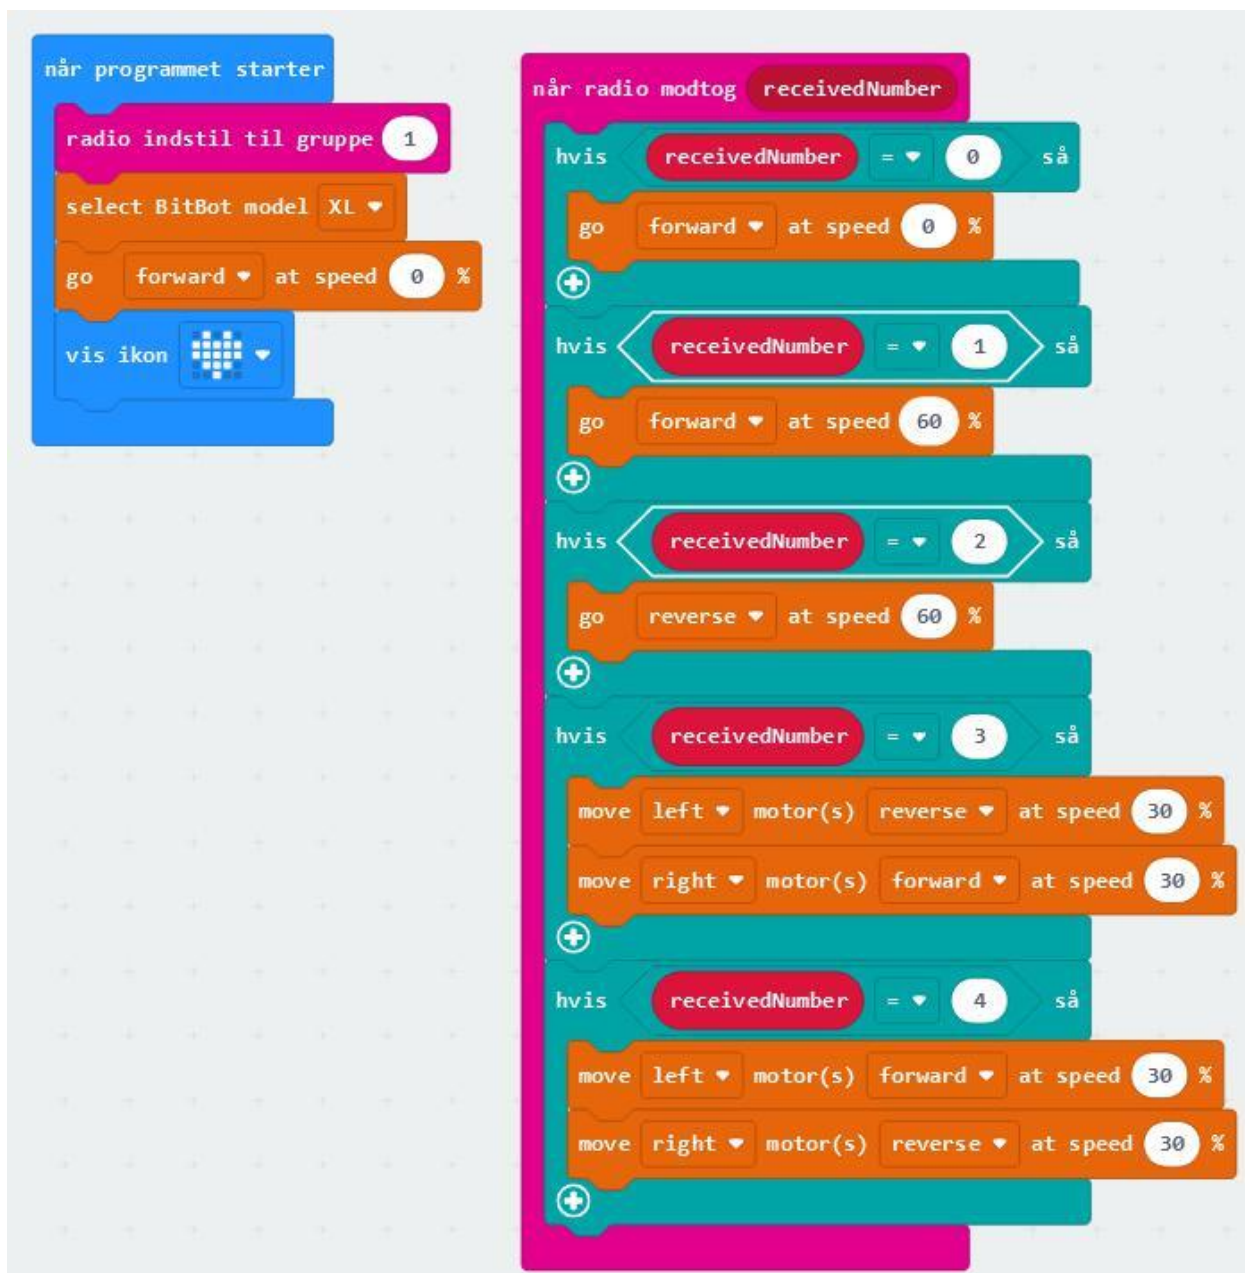 når programmet starter
radio indstil til gruppe 1
select BitBot model XL
go forward at speed 0 %
vis ikon
når radio modtog receivedNumber
hvis receivedNumber = 0 så
go forward at speed 0 %
hvis receivedNumber = 1 så
go forward at speed 60 %
hvis receivedNumber = 2 så
go reverse at speed 60 %
hvis receivedNumber = 3 så
move left motor(s) reverse at speed 30 %
move right motor(s) forward at speed 30 %
hvis receivedNumber = 4 så
move left motor(s) forward at speed 30 %
move right motor(s) reverse at speed 30 %